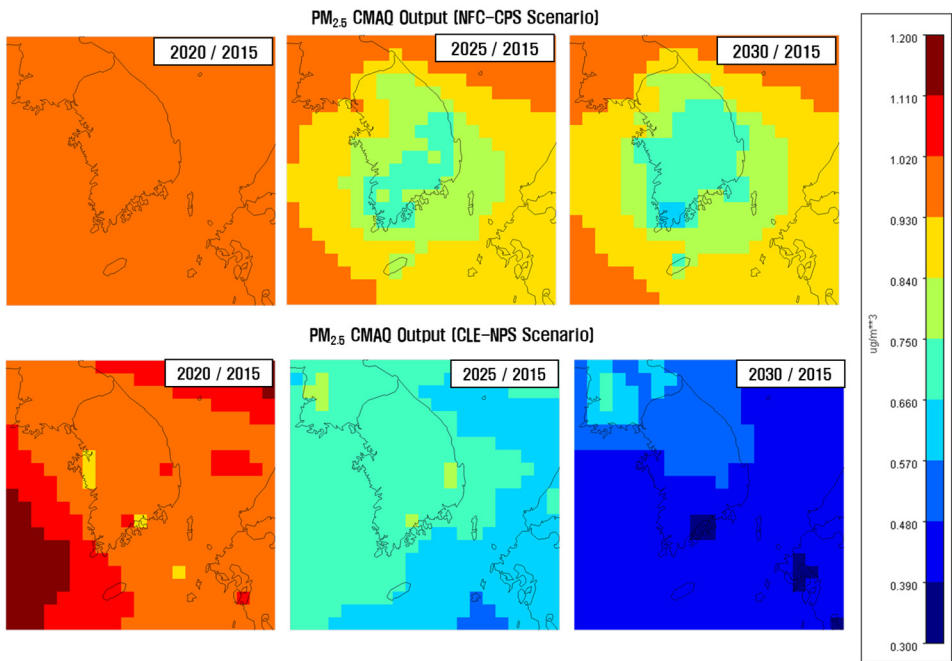 PM2.5 CMAQ Output (NFC-CPS Scenario)
2020 / 2015
2025 / 2015
2030 / 2015
PM2.5 CMAQ Output (CLE-NPS Scenario)
2020 / 2015
2025 / 2015
2030 / 2015
1.200
1.110
1.020
0.930
0.840
0.750
0.660
0.570
0.480
0.390
0.300
ug/m**3